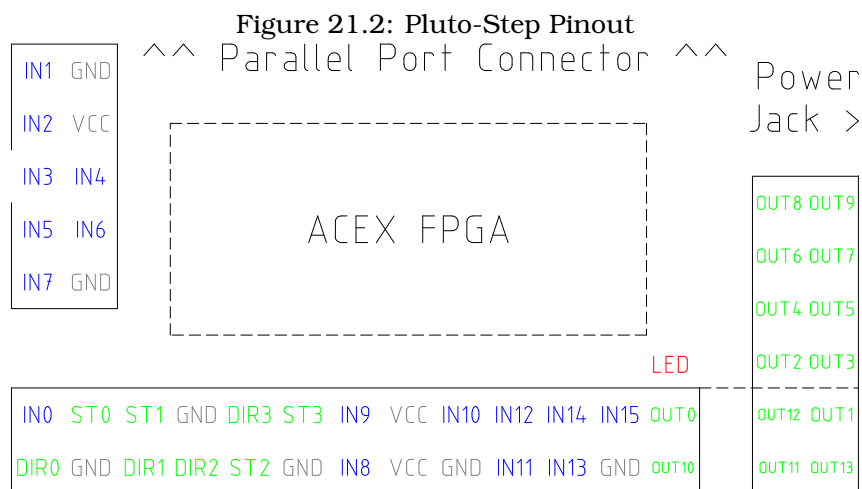 Figure 21.2: Pluto-Step Pinout
^^ Parallel Port Connector ^^
Power
Jack >
IN1 GND
IN2 VCC
IN3 IN4
IN5 IN6
IN7 GND
ACEX FPGA
OUT8 OUT9
OUT6 OUT7
OUT4 OUT5
OUT2 OUT3
OUT12 OUT1
OUT11 OUT13
LED
IN0 ST0 ST1 GND DIR3 ST3 IN9 VCC IN10 IN12 IN14 IN15 OUT0
DIR0 GND DIR1 DIR2 ST2 GND IN8 VCC GND IN11 IN13 GND OUT10